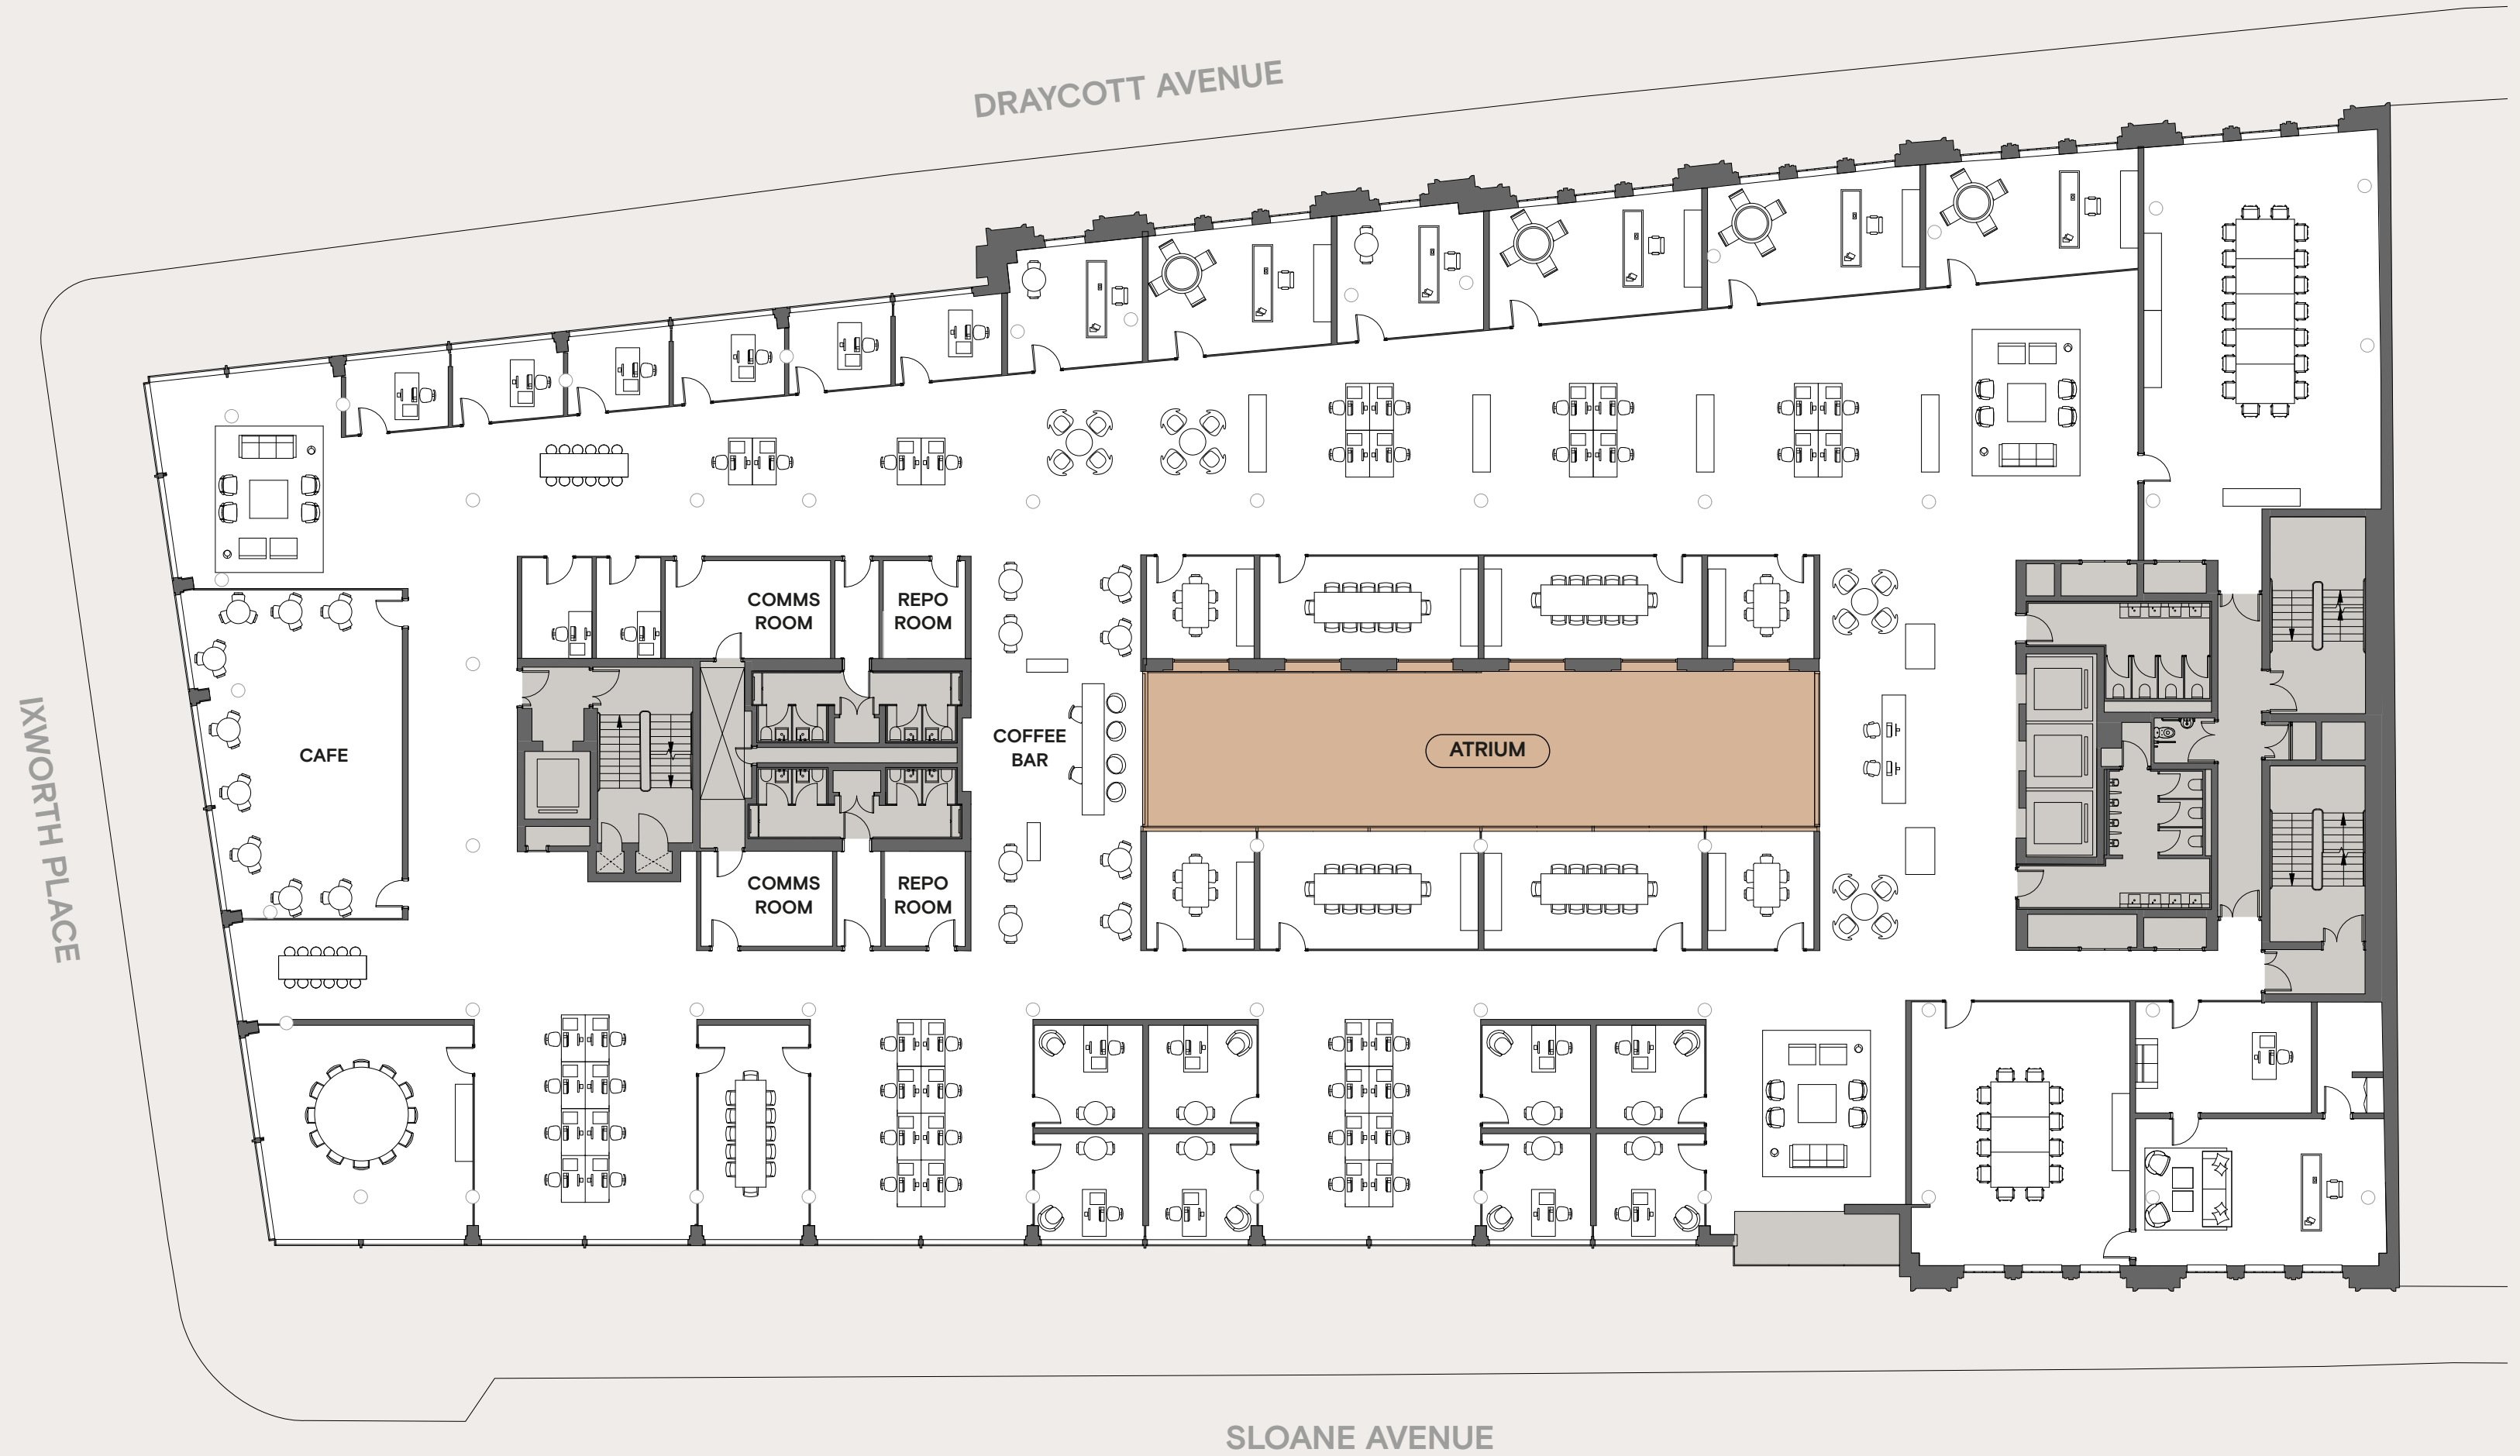 DRAYCOTT AVENUE
COMMS
ROOM
REPO
ROOM
IXWORTH PLACE
CAFE
COFFEE
BAR
ATRIUM
COMMS
ROOM
REPO
ROOM
SLOANE AVENUE